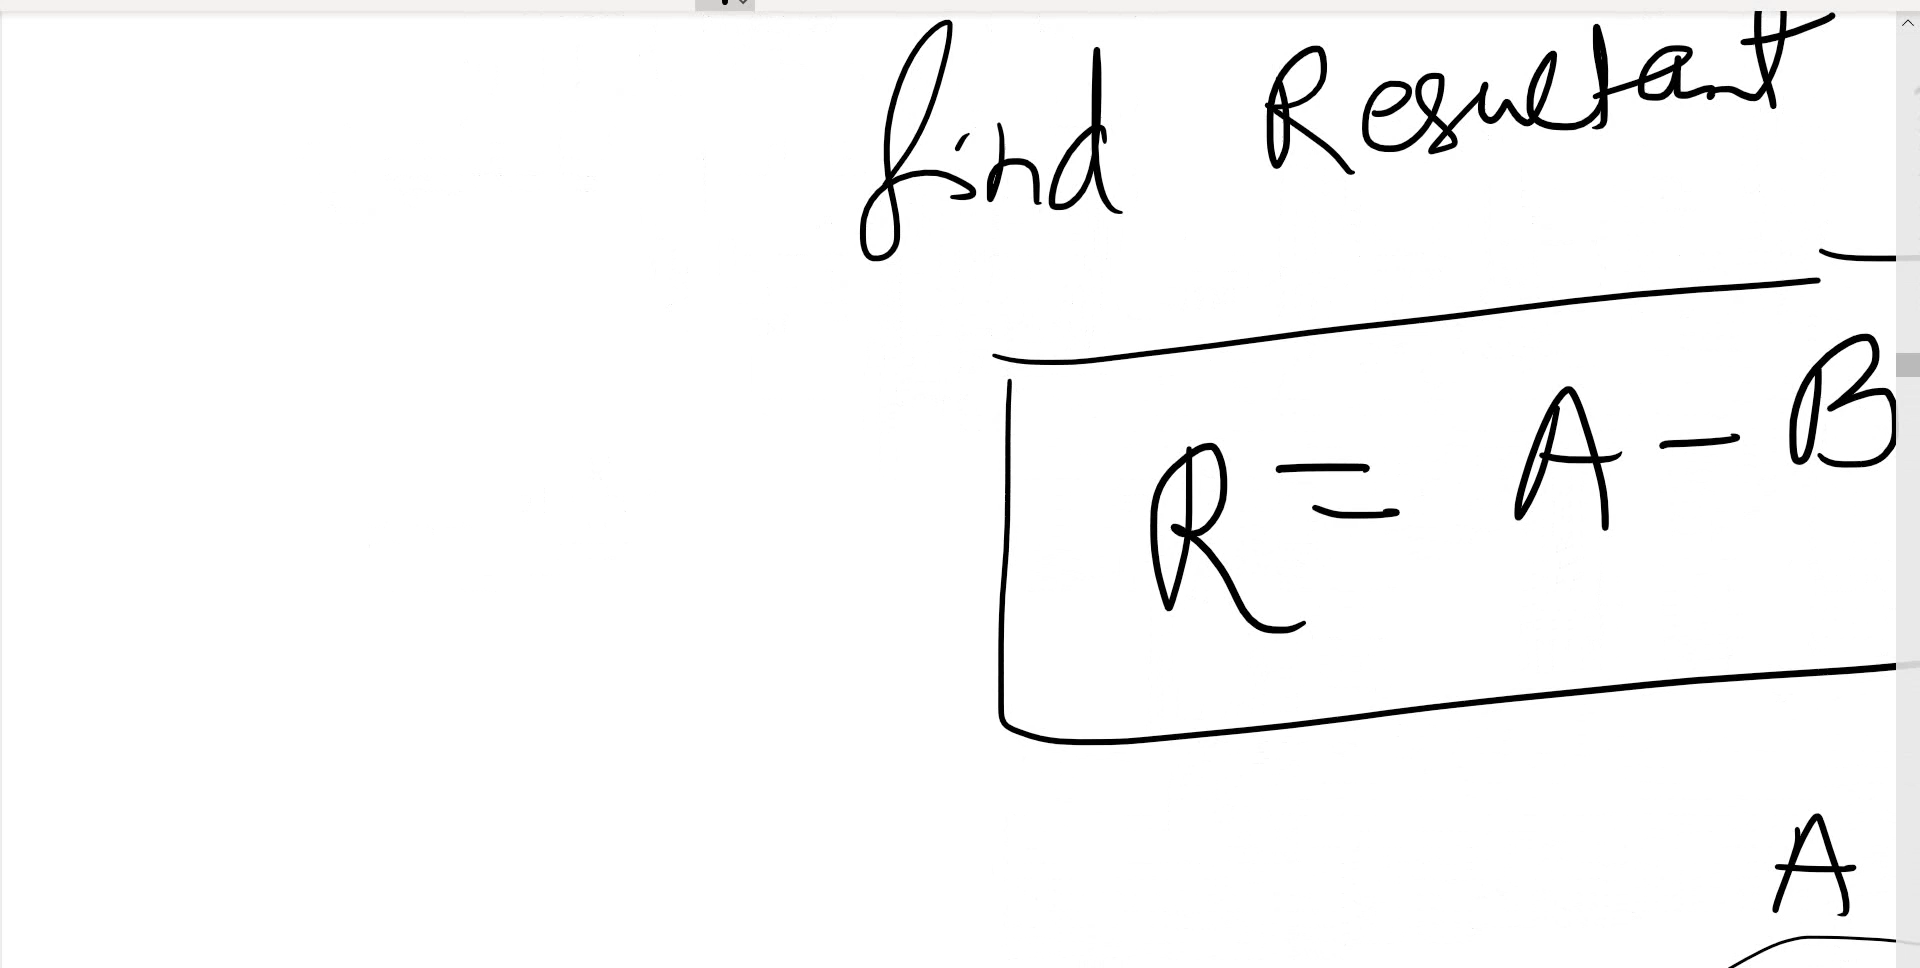 find Resultant
R = A - B
A